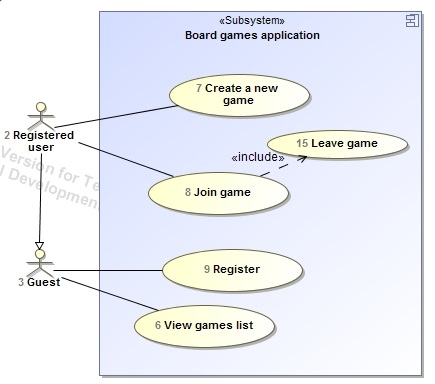 «Subsystem»
Board games application
7 Create a new
game
2 Registered
user
15 Leave game
«include»
8 Join game
Version for Te
Development
9 Register
3 Guest
6 View games list